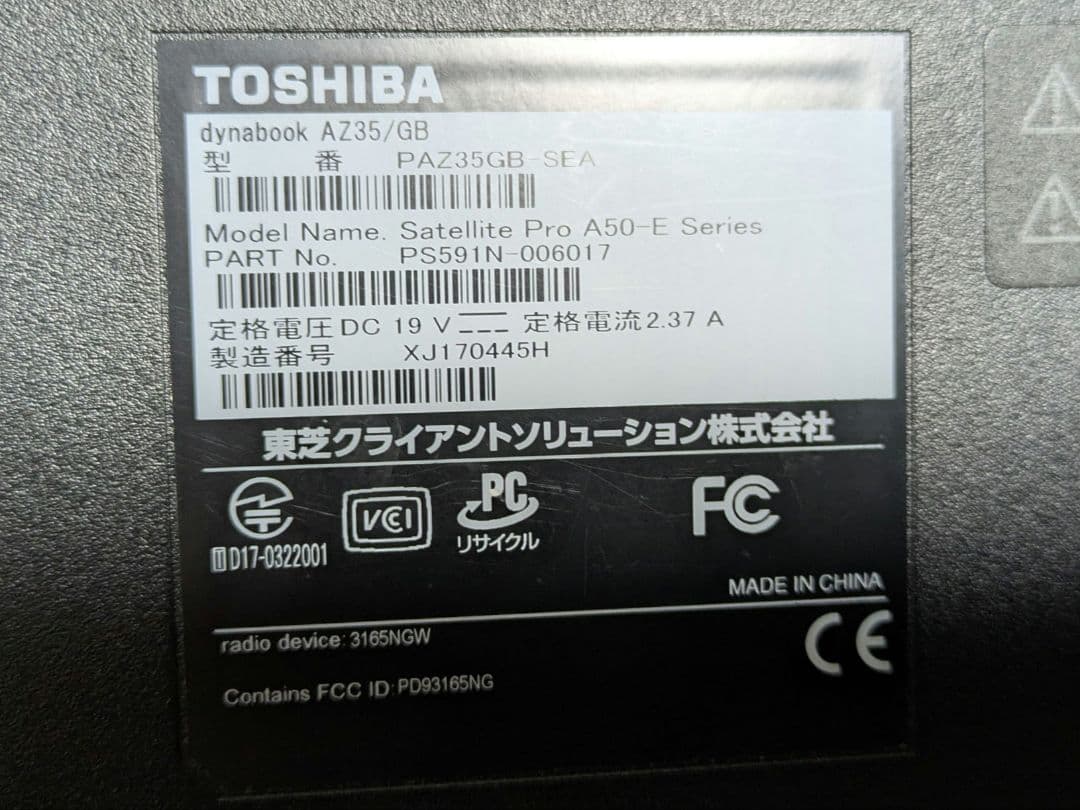 TOSHIBA
dynabook AZ35/GB
型 番 PAZ35GB-SEA
Model Name. Satellite Pro A50-E Series
PART No. PS591N-006017
定格電圧 DC 19 V 定格電流 2.37 A
製造番号 XJ170445H
東芝クライアントソリューション株式会社
VCI PC FC
リサイクル
D17-0322001
MADE IN CHINA
CE
radio device: 3165NGW
Contains FCC ID: PD93165NG